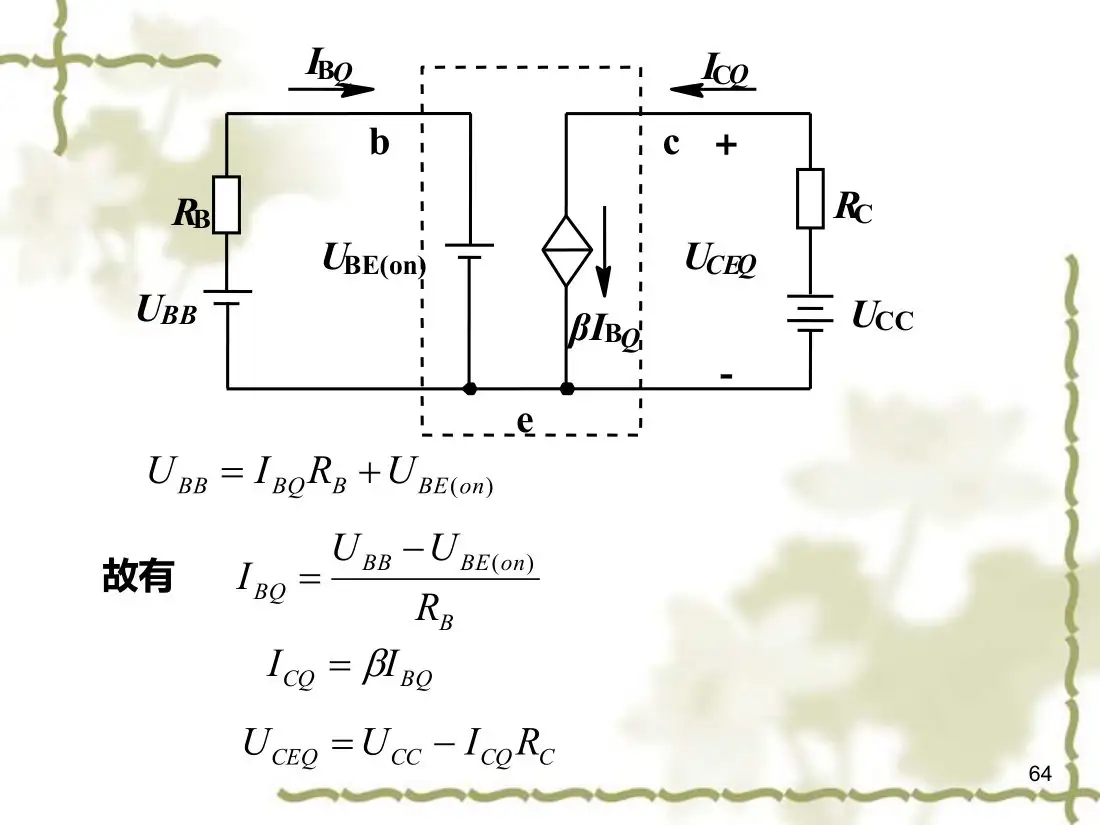 I_BQ
I_CQ
b
c +
R_B
R_C
U_BE(on)
U_CEQ
U_BB
βI_BQ
U_CC
-
e
U_BB = I_BQ R_B + U_BE(on)
故有 I_BQ = (U_BB − U_BE(on)) / R_B
I_CQ = βI_BQ
U_CEQ = U_CC − I_CQ R_C
64